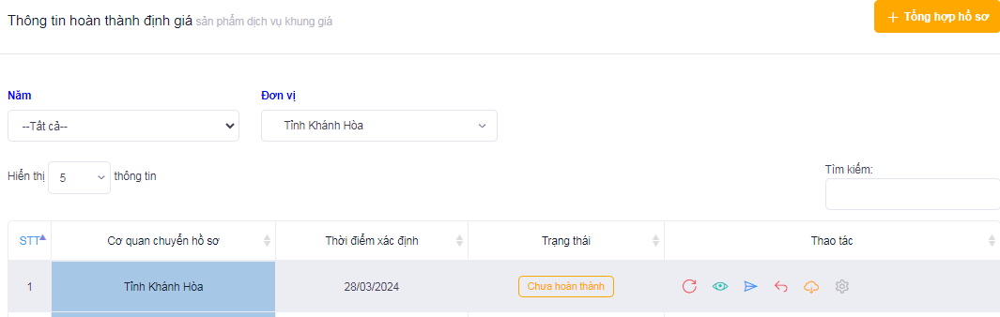 Thông tin hoàn thành định giá sản phẩm dịch vụ khung giá
+ Tổng hợp hồ sơ
Năm
Đơn vị
--Tất cả--
Tỉnh Khánh Hòa
Hiển thị 5 thông tin
Tìm kiếm:
STT Cơ quan chuyển hồ sơ Thời điểm xác định Trạng thái Thao tác
1 Tỉnh Khánh Hòa 28/03/2024 Chưa hoàn thành